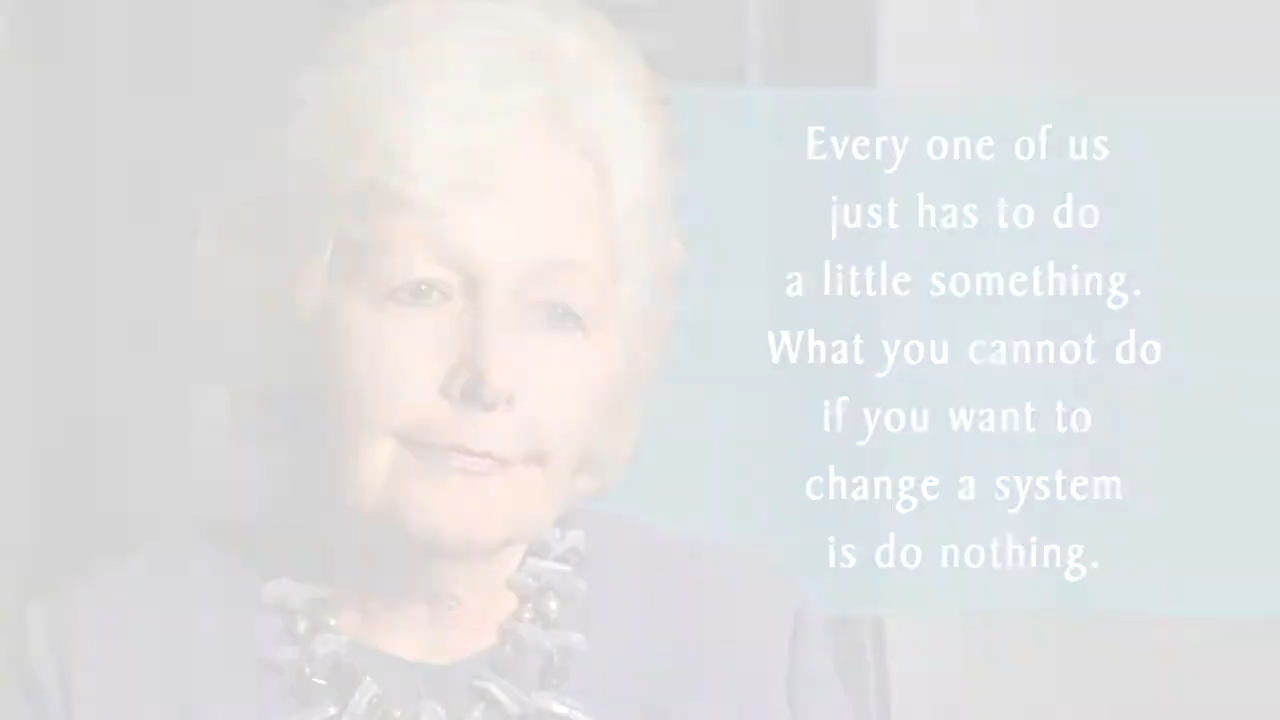 Every one of us
just has to do
a little something.
What you cannot do
if you want to
change a system
is do nothing.